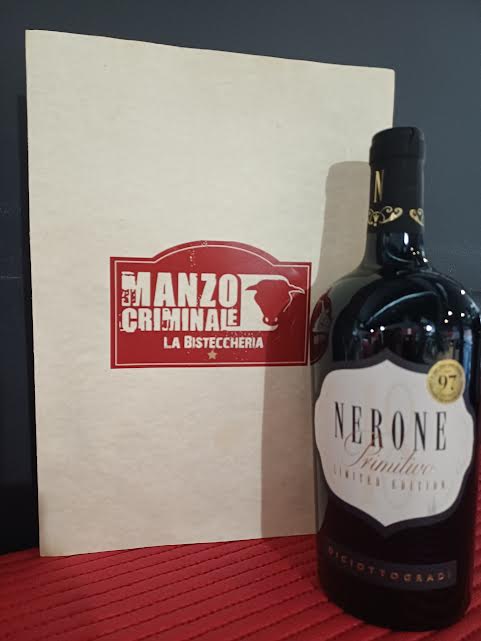 MANZO
CRIMINALE
LA BISTECCHERIA
N
97
NERONE
Primitivo
LIMITED EDITION
DICIOTTOGRADI